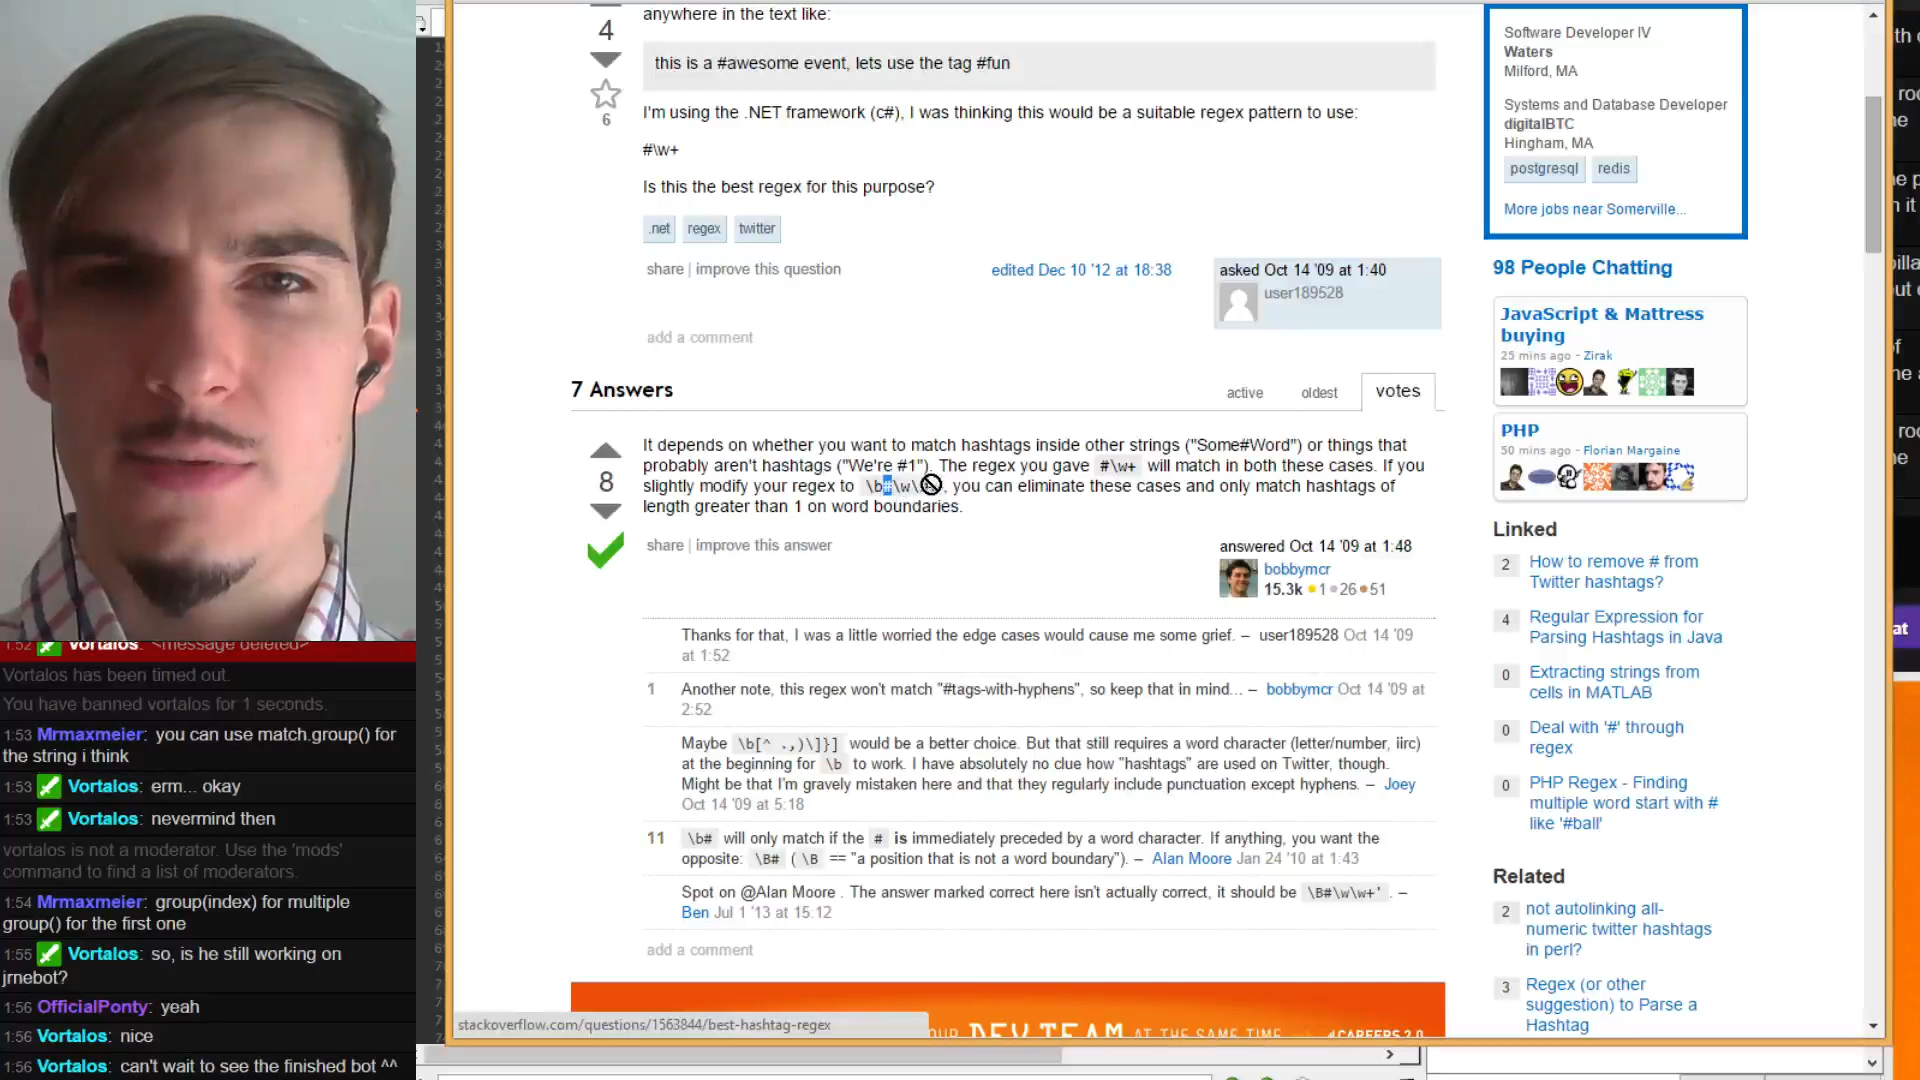 4
anywhere in the text like:
this is a #awesome event, lets use the tag #fun
6
I'm using the .NET framework (c#), I was thinking this would be a suitable regex pattern to use:
#\w+
Is this the best regex for this purpose?
.net regex twitter
share | improve this question
edited Dec 10 '12 at 18:38
asked Oct 14 '09 at 1:40
user189528
add a comment
7 Answers
active oldest votes
8
It depends on whether you want to match hashtags inside other strings ("Some#Word") or things that
probably aren't hashtags ("We're #1"). The regex you gave #\w+ will match in both these cases. If you
slightly modify your regex to \b#\w\ , you can eliminate these cases and only match hashtags of
length greater than 1 on word boundaries.
share | improve this answer
answered Oct 14 '09 at 1:48
bobbymcr
15.3k 1 26 51
Thanks for that, I was a little worried the edge cases would cause me some grief. – user189528 Oct 14 '09
at 1:52
1 Another note, this regex won't match "#tags-with-hyphens", so keep that in mind... – bobbymcr Oct 14 '09 at
2:52
Maybe \b[^ .,)\]}] would be a better choice. But that still requires a word character (letter/number, iirc)
at the beginning for \b to work. I have absolutely no clue how "hashtags" are used on Twitter, though.
Might be that I'm gravely mistaken here and that they regularly include punctuation except hyphens. – Joey
Oct 14 '09 at 5:18
11 \b# will only match if the # is immediately preceded by a word character. If anything, you want the
opposite: \B# ( \B == "a position that is not a word boundary"). – Alan Moore Jan 24 '10 at 1:43
Spot on @Alan Moore . The answer marked correct here isn't actually correct, it should be \B#\w\w+' . –
Ben Jul 1 '13 at 15:12
add a comment
DEV TEAM AT THE SAME TIME
CAREERS 2.0
stackoverflow.com/questions/1563844/best-hashtag-regex
Software Developer IV
Waters
Milford, MA
Systems and Database Developer
digitalBTC
Hingham, MA
postgresql redis
More jobs near Somerville...
98 People Chatting
JavaScript & Mattress
buying
25 mins ago - Zirak
PHP
50 mins ago - Florian Margaine
Linked
2 How to remove # from
Twitter hashtags?
4 Regular Expression for
Parsing Hashtags in Java
0 Extracting strings from
cells in MATLAB
0 Deal with '#' through
regex
0 PHP Regex - Finding
multiple word start with #
like '#ball'
Related
2 not autolinking all-
numeric twitter hashtags
in perl?
3 Regex (or other
suggestion) to Parse a
Hashtag
1:52 Vortalos: <message deleted>
Vortalos has been timed out.
You have banned vortalos for 1 seconds.
1:53 Mrmaxmeier: you can use match.group() for
the string i think
1:53 Vortalos: erm... okay
1:53 Vortalos: nevermind then
vortalos is not a moderator. Use the 'mods'
command to find a list of moderators.
1:54 Mrmaxmeier: group(index) for multiple
group() for the first one
1:55 Vortalos: so, is he still working on
jrnebot?
1:56 OfficialPonty: yeah
1:56 Vortalos: nice
1:56 Vortalos: can't wait to see the finished bot ^^